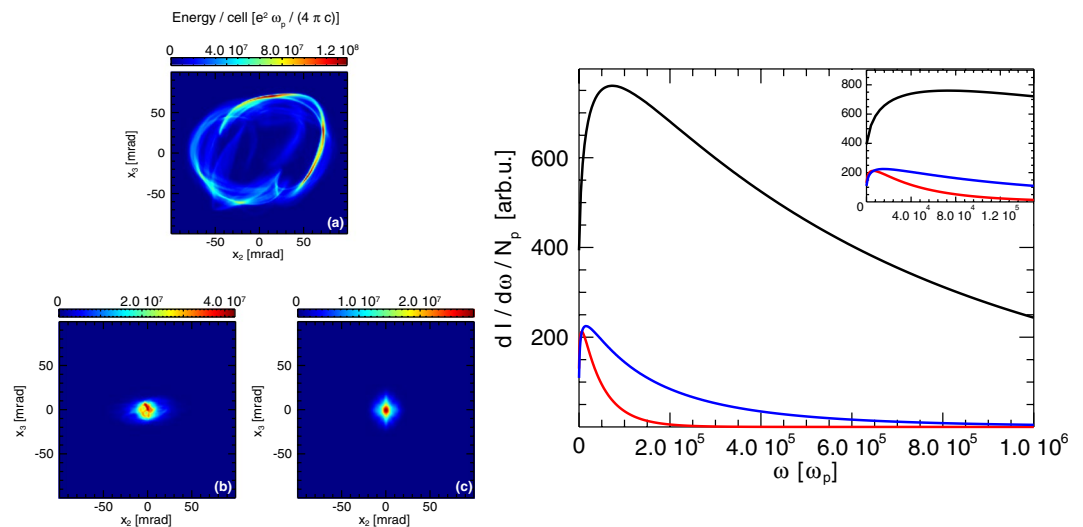 Energy / cell [e² ω_p / (4 π c)]
0 4.0 10⁷ 8.0 10⁷ 1.2 10⁸
50
0
-50
x₃ [mrad]
(a)
-50 0 50
x₂ [mrad]
0 2.0 10⁷ 4.0 10⁷
50
0
-50
x₃ [mrad]
(b)
-50 0 50
x₂ [mrad]
0 1.0 10⁷ 2.0 10⁷
50
0
-50
x₃ [mrad]
(c)
-50 0 50
x₂ [mrad]
d I / dω / N_p [arb.u.]
600
400
200
0 2.0 10⁵ 4.0 10⁵ 6.0 10⁵ 8.0 10⁵ 1.0 10⁶
ω [ω_p]
800
600
400
200
0
0 4.0 10⁴ 8.0 10⁴ 1.2 10⁵